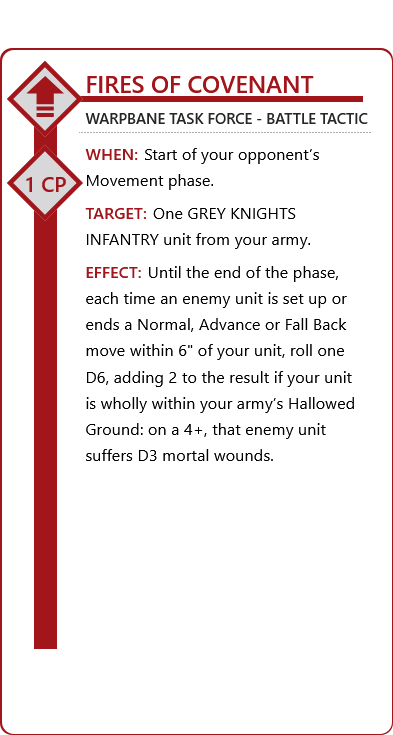 FIRES OF COVENANT
WARPBANE TASK FORCE - BATTLE TACTIC
WHEN: Start of your opponent’s
Movement phase.
1 CP
TARGET: One GREY KNIGHTS
INFANTRY unit from your army.
EFFECT: Until the end of the phase,
each time an enemy unit is set up or
ends a Normal, Advance or Fall Back
move within 6" of your unit, roll one
D6, adding 2 to the result if your unit
is wholly within your army’s Hallowed
Ground: on a 4+, that enemy unit
suffers D3 mortal wounds.